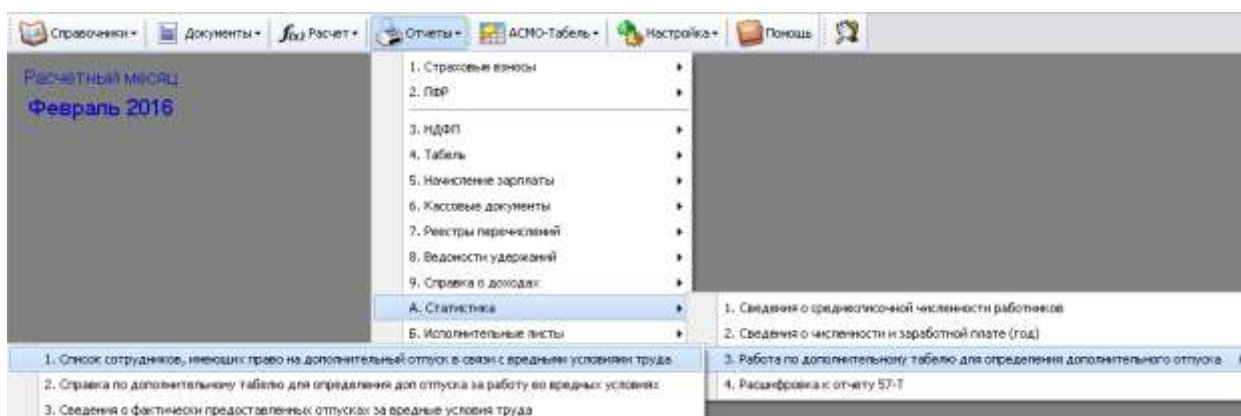 Справочники Документы f(x) Расчет Отчеты АСМО-Табель Настройка Помощь
Расчетный месяц
Февраль 2016
1. Страховые взносы
2. ПФР
3. НДФЛ
4. Табель
5. Начисление зарплаты
6. Кассовые документы
7. Реестры перечислений
8. Ведомости удержаний
9. Справка о доходах
А. Статистика
Б. Исполнительные листы
1. Сведения о среднесписочной численности работников
2. Сведения о численности и заработной плате (год)
3. Работа по дополнительному табелю для определения дополнительного отпуска
4. Расшифровка к отчету 57-Т
1. Список сотрудников, имеющих право на дополнительный отпуск в связи с вредными условиями труда
2. Справка по дополнительному табелю для определения доп отпуска за работу во вредных условиях
3. Сведения о фактически предоставленных отпусках за вредные условия труда